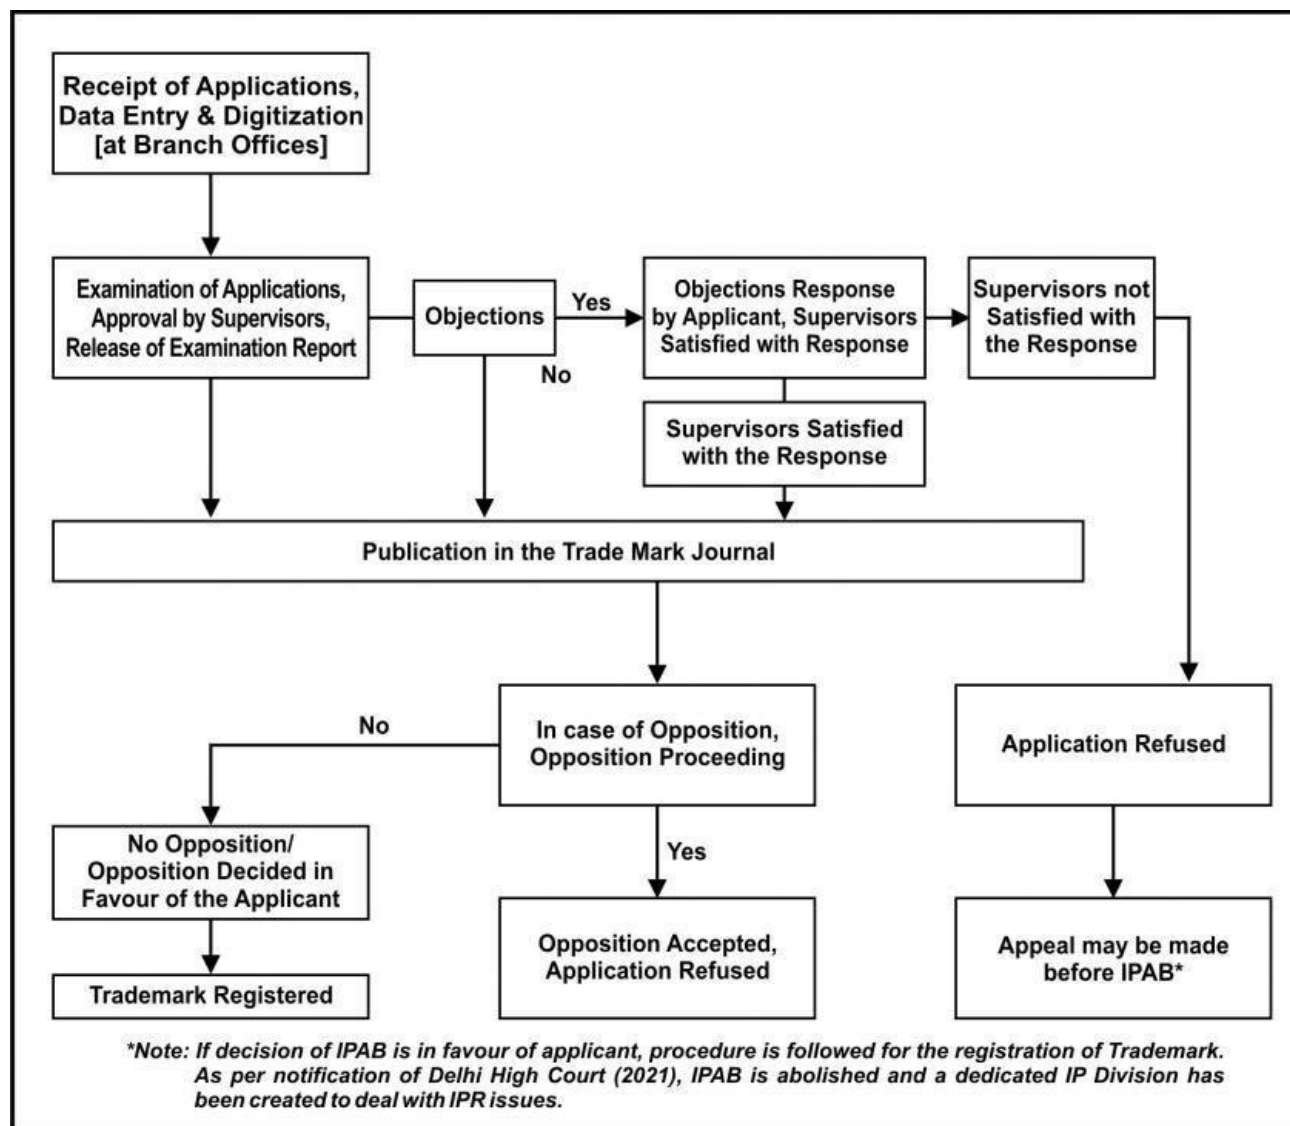 Receipt of Applications,
Data Entry & Digitization
[at Branch Offices]
Examination of Applications,
Approval by Supervisors,
Release of Examination Report
Objections
Yes
No
Objections Response
by Applicant, Supervisors
Satisfied with Response
Supervisors not
Satisfied with
the Response
Supervisors Satisfied
with the Response
Publication in the Trade Mark Journal
In case of Opposition,
Opposition Proceeding
No
Yes
Application Refused
No Opposition/
Opposition Decided in
Favour of the Applicant
Opposition Accepted,
Application Refused
Appeal may be made
before IPAB*
Trademark Registered
*Note: If decision of IPAB is in favour of applicant, procedure is followed for the registration of Trademark.
As per notification of Delhi High Court (2021), IPAB is abolished and a dedicated IP Division has
been created to deal with IPR issues.